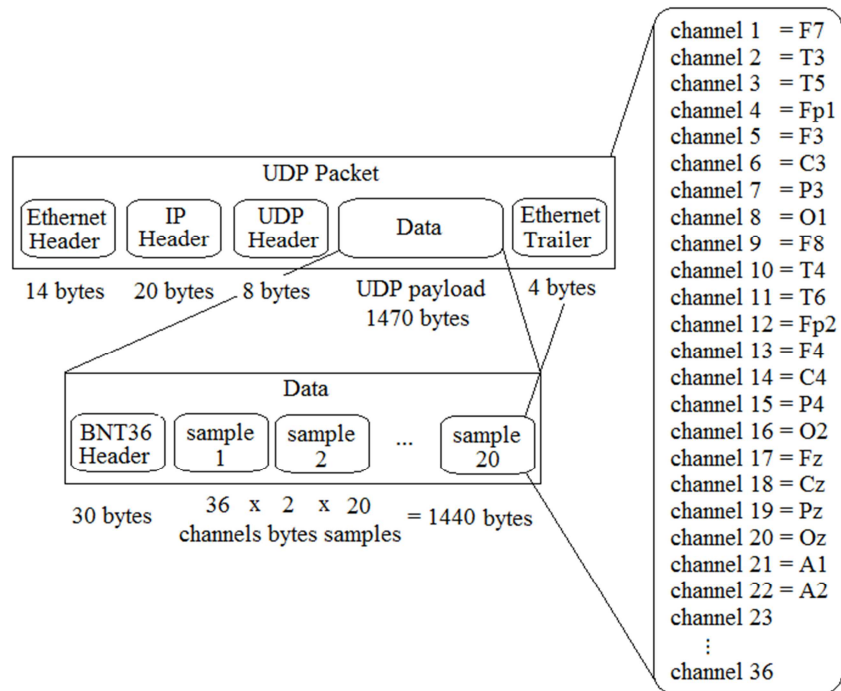 UDP Packet
Ethernet Header
IP Header
UDP Header
Data
Ethernet Trailer
14 bytes
20 bytes
8 bytes
UDP payload
1470 bytes
4 bytes
Data
BNT36 Header
sample 1
sample 2
...
sample 20
30 bytes
36 x 2 x 20 = 1440 bytes
channels bytes samples
channel 1 = F7
channel 2 = T3
channel 3 = T5
channel 4 = Fp1
channel 5 = F3
channel 6 = C3
channel 7 = P3
channel 8 = O1
channel 9 = F8
channel 10 = T4
channel 11 = T6
channel 12 = Fp2
channel 13 = F4
channel 14 = C4
channel 15 = P4
channel 16 = O2
channel 17 = Fz
channel 18 = Cz
channel 19 = Pz
channel 20 = Oz
channel 21 = A1
channel 22 = A2
channel 23
⋮
channel 36